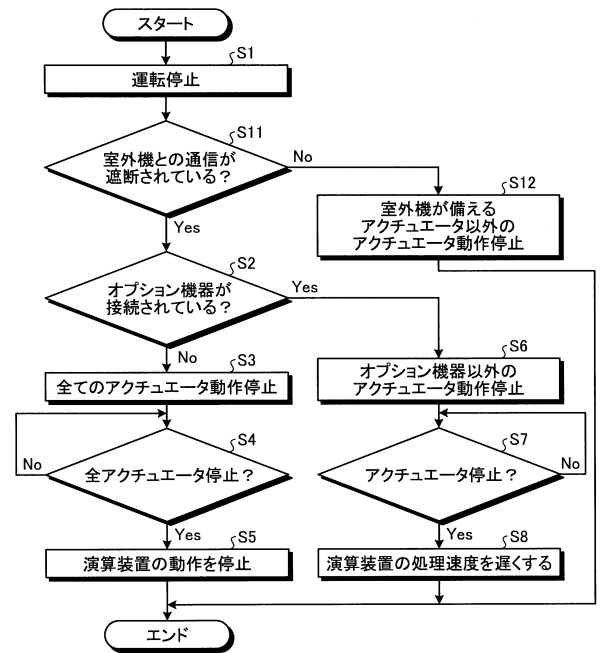 スタート
S1
運転停止
S11
室外機との通信が
遮断されている？
No
Yes
S12
室外機が備える
アクチュエータ以外の
アクチュエータ動作停止
S2
オプション機器が
接続されている？
Yes
No
S3
全てのアクチュエータ動作停止
S6
オプション機器以外の
アクチュエータ動作停止
S4
全アクチュエータ停止？
No
Yes
S7
アクチュエータ停止？
No
Yes
S5
演算装置の動作を停止
S8
演算装置の処理速度を遅くする
エンド